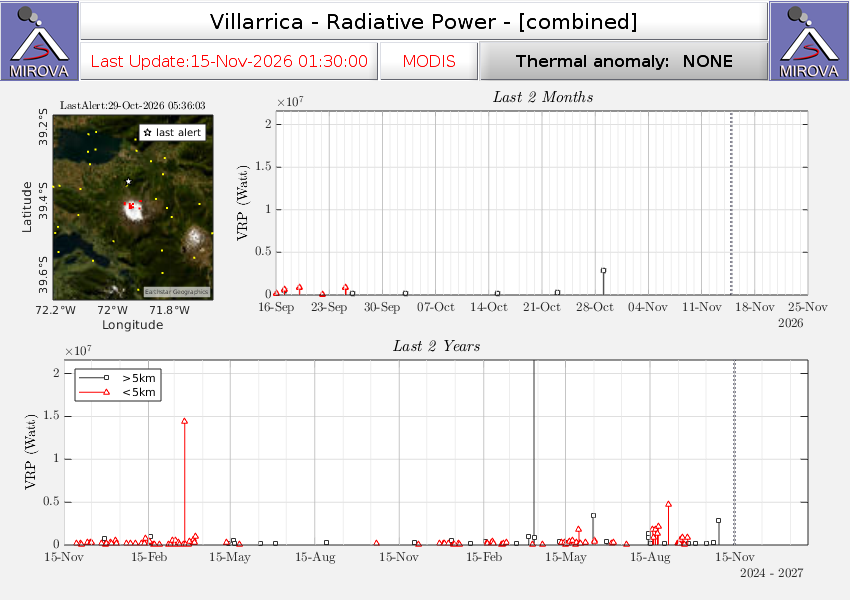 Villarrica - Radiative Power - [combined]
MIROVA
Last Update:15-Nov-2026 01:30:00
MODIS
Thermal anomaly: NONE
MIROVA
LastAlert:29-Oct-2026 05:36:03
last alert
39.2°S
39.4°S
39.6°S
Latitude
Earthstar Geographics
72.2°W
72°W
71.8°W
Longitude
Last 2 Months
×10⁷
2
1.5
1
0.5
0
VRP (Watt)
16-Sep
23-Sep
30-Sep
07-Oct
14-Oct
21-Oct
28-Oct
04-Nov
11-Nov
18-Nov
25-Nov
2026
Last 2 Years
×10⁷
>5km
<5km
2
1.5
1
0.5
0
VRP (Watt)
15-Nov
15-Feb
15-May
15-Aug
15-Nov
15-Feb
15-May
15-Aug
15-Nov
2024 - 2027